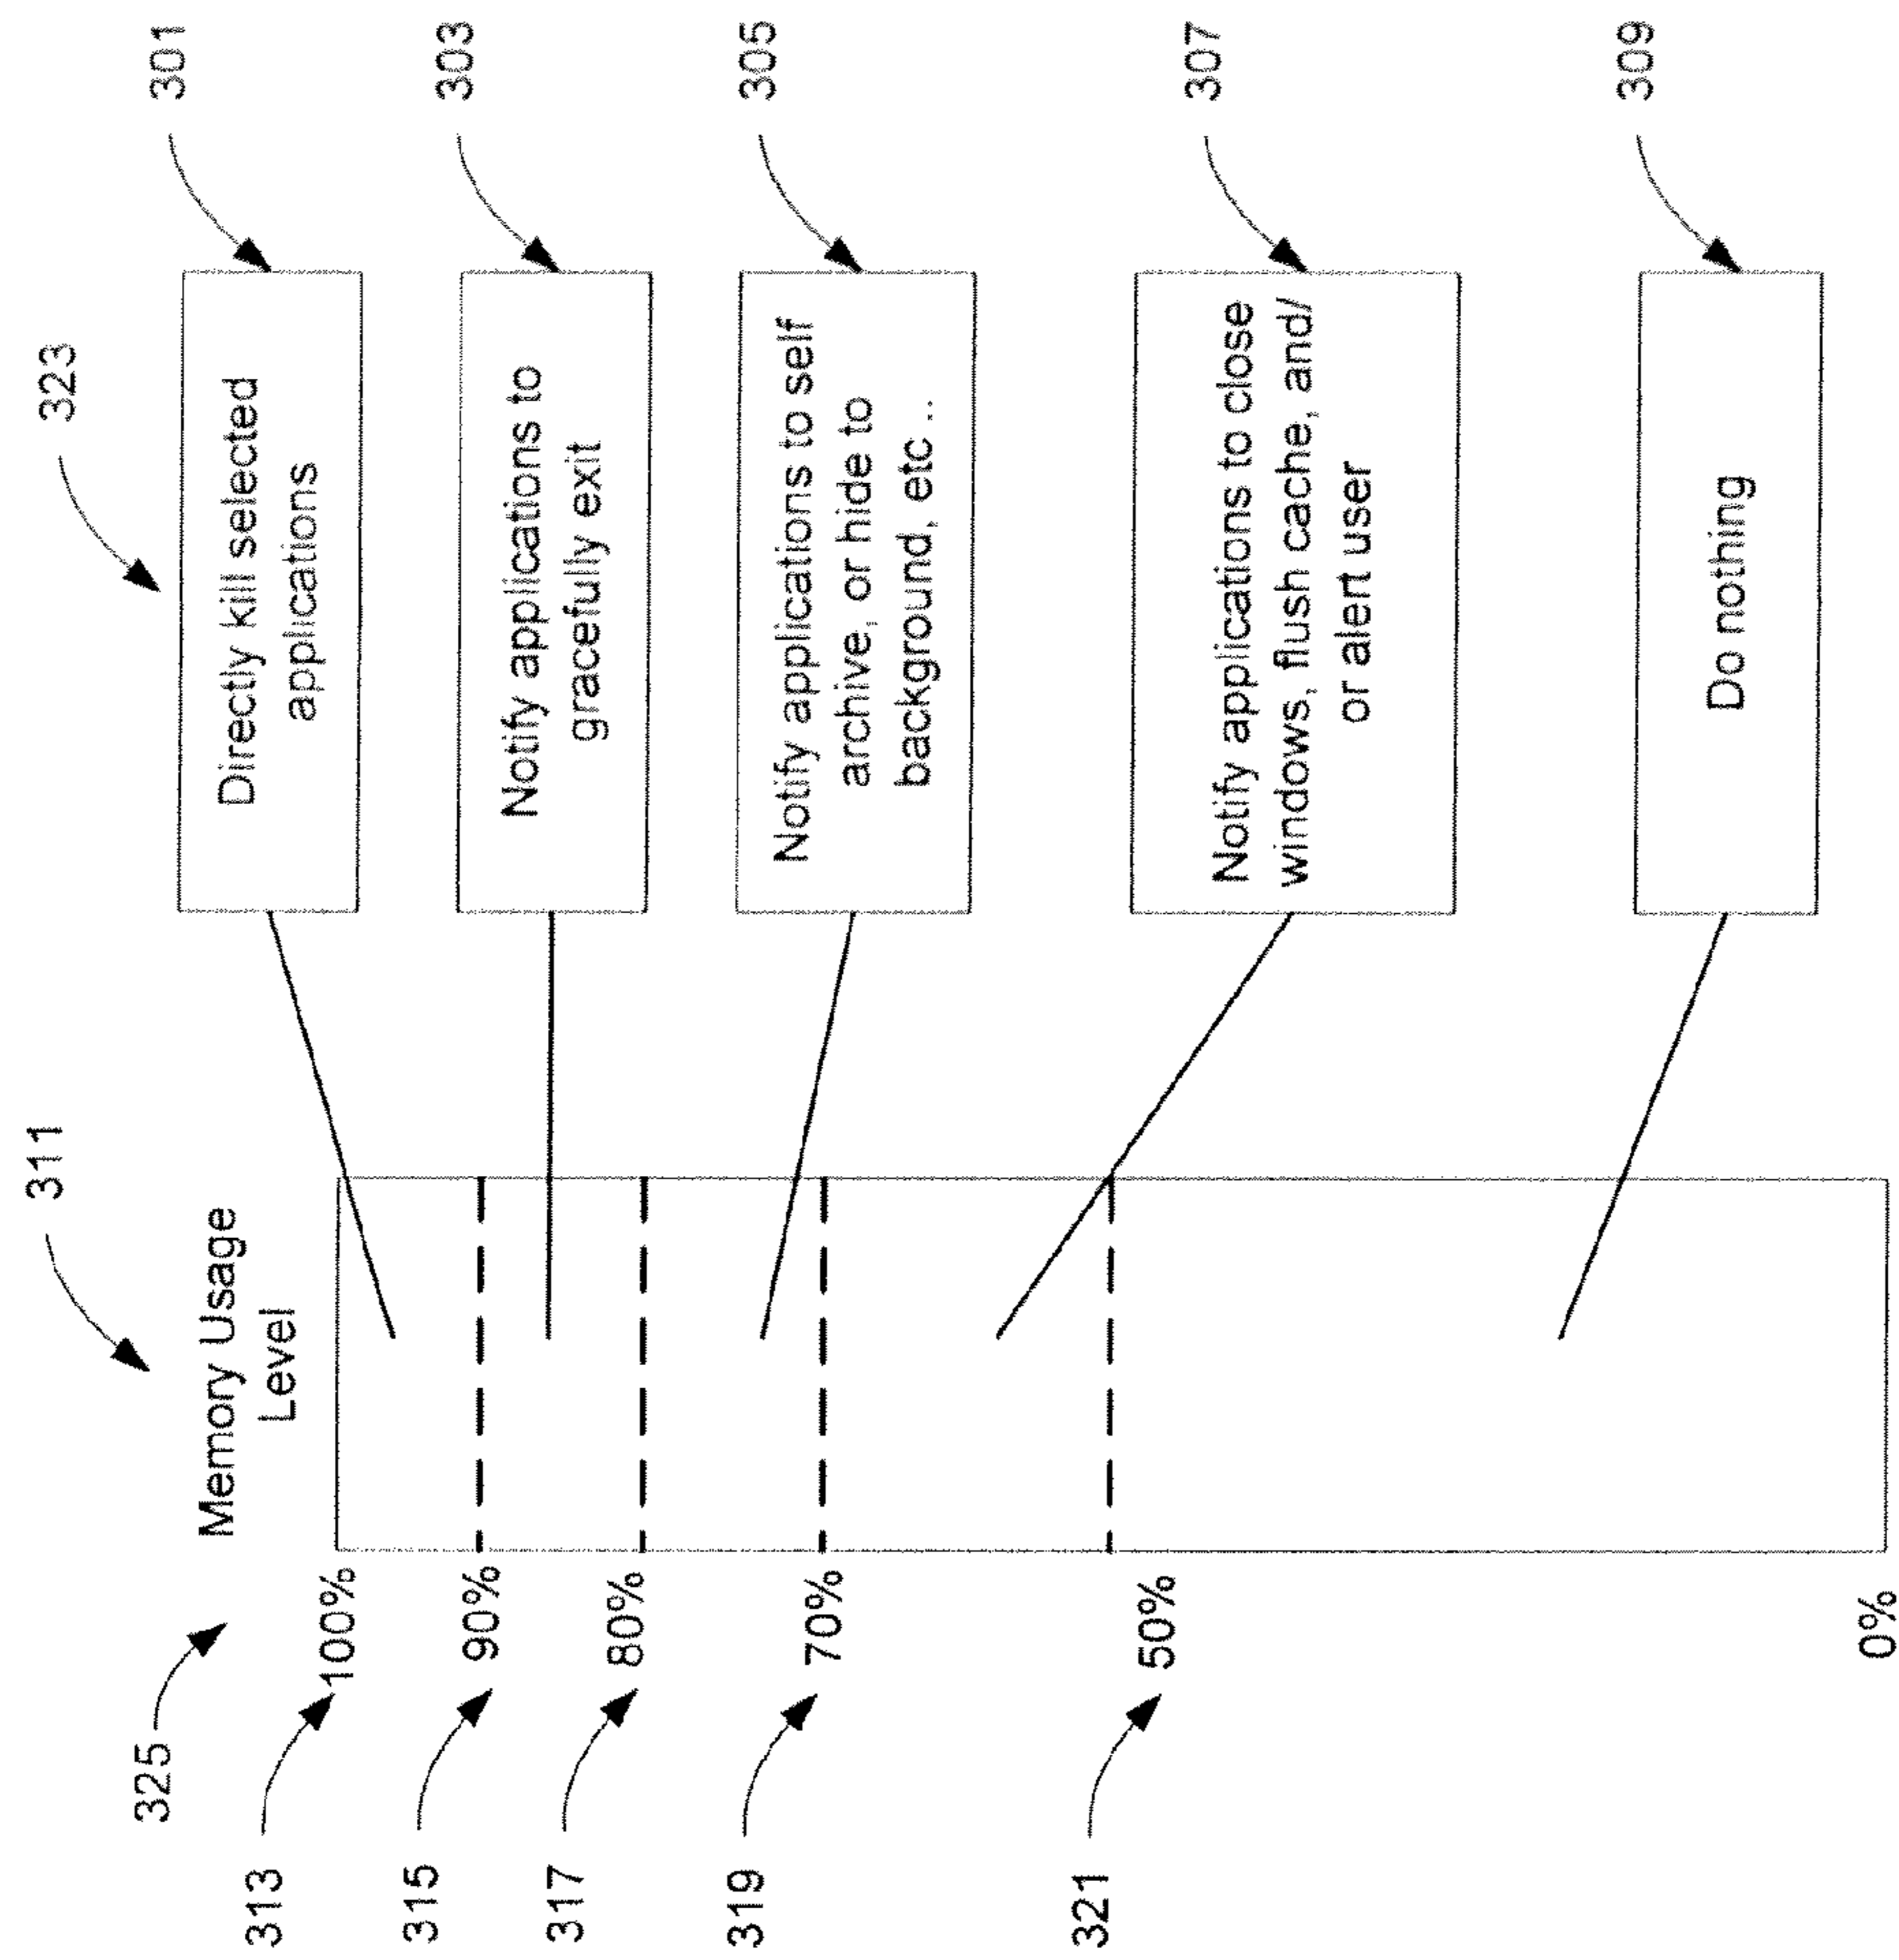 323
311
325
Memory Usage
Level
313
100%
Directly kill selected
applications
301
315
90%
Notify applications to
gracefully exit
303
317
80%
319
70%
Notify applications to self
archive, or hide to
background, etc ..
305
321
50%
Notify applications to close
windows, flush cache, and/
or alert user
307
0%
Do nothing
309